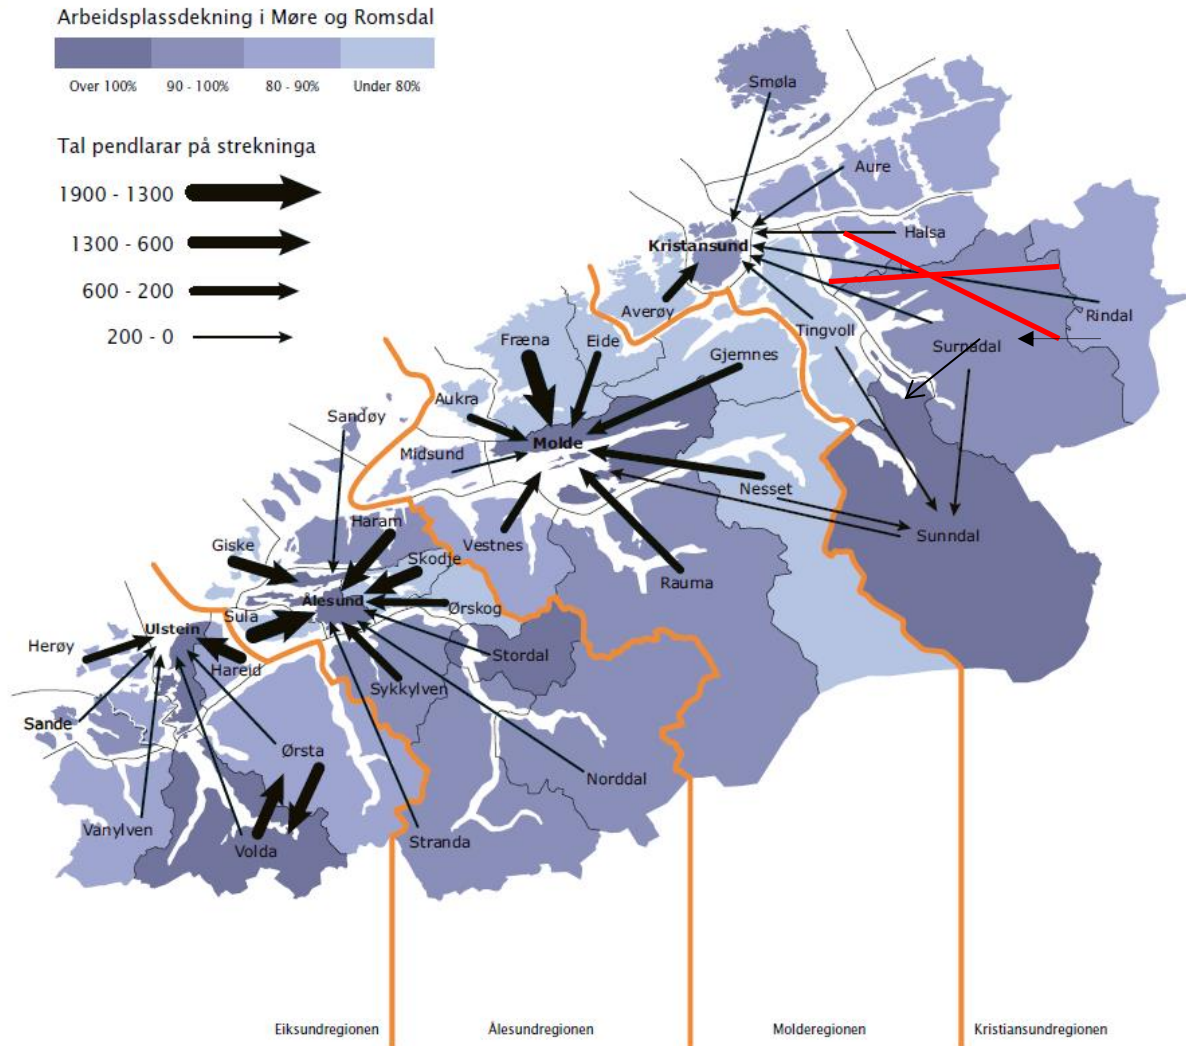 Arbeidsplassdekning i Møre og Romsdal
Over 100%
90 - 100%
80 - 90%
Under 80%
Tal pendlarar på strekninga
1900 - 1300
1300 - 600
600 - 200
200 - 0
Smøla
Aure
Halsa
Kristansund
Rindal
Averøy
Tingvoll
Surnadal
Fræna
Eide
Gjemnes
Aukra
Sandøy
Molde
Midsund
Nesset
Haram
Sunndal
Giske
Vestnes
Skodje
Rauma
Ålesund
Ørskog
Sula
Ulstein
Herøy
Stordal
Hareid
Sykkylven
Sande
Ørsta
Norddal
Vanylven
Stranda
Volda
Eiksundregionen
Ålesundregionen
Molderegionen
Kristiansundregionen